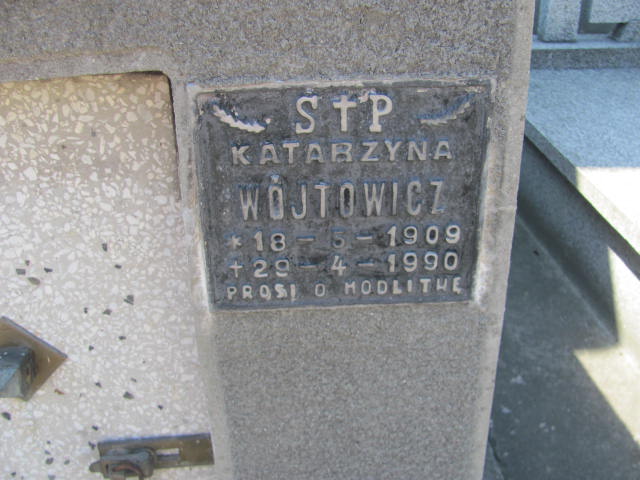 S†P
KATARZYNA
WÓJTOWICZ
* 18 - 5 - 1909
+ 29 - 4 - 1990
PROSI O MODLITWĘ